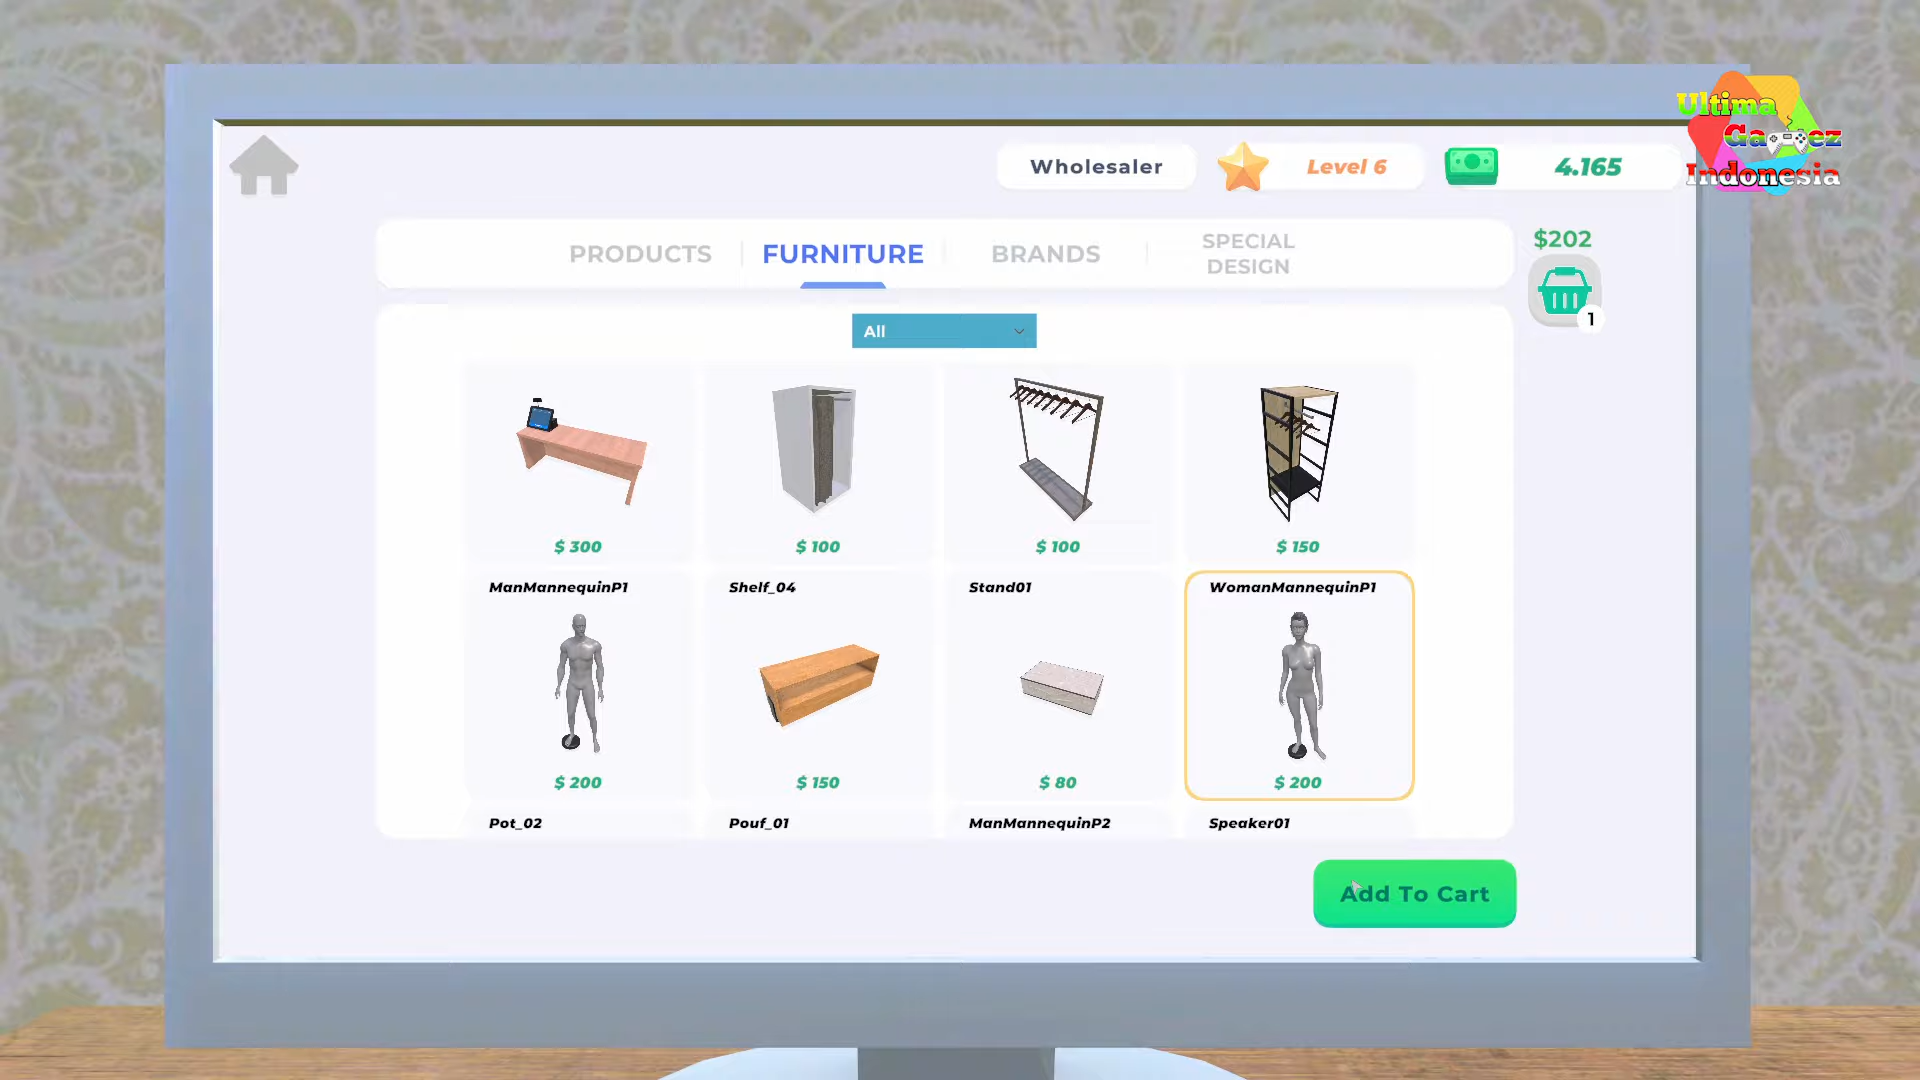 Ultima
Gamez
Indonesia
Wholesaler
Level 6
4.165
PRODUCTS
FURNITURE
BRANDS
SPECIAL
DESIGN
$202
1
All
$ 300
$ 100
$ 100
$ 150
ManMannequinP1
Shelf_04
Stand01
WomanMannequinP1
$ 200
$ 150
$ 80
$ 200
Pot_02
Pouf_01
ManMannequinP2
Speaker01
Add To Cart